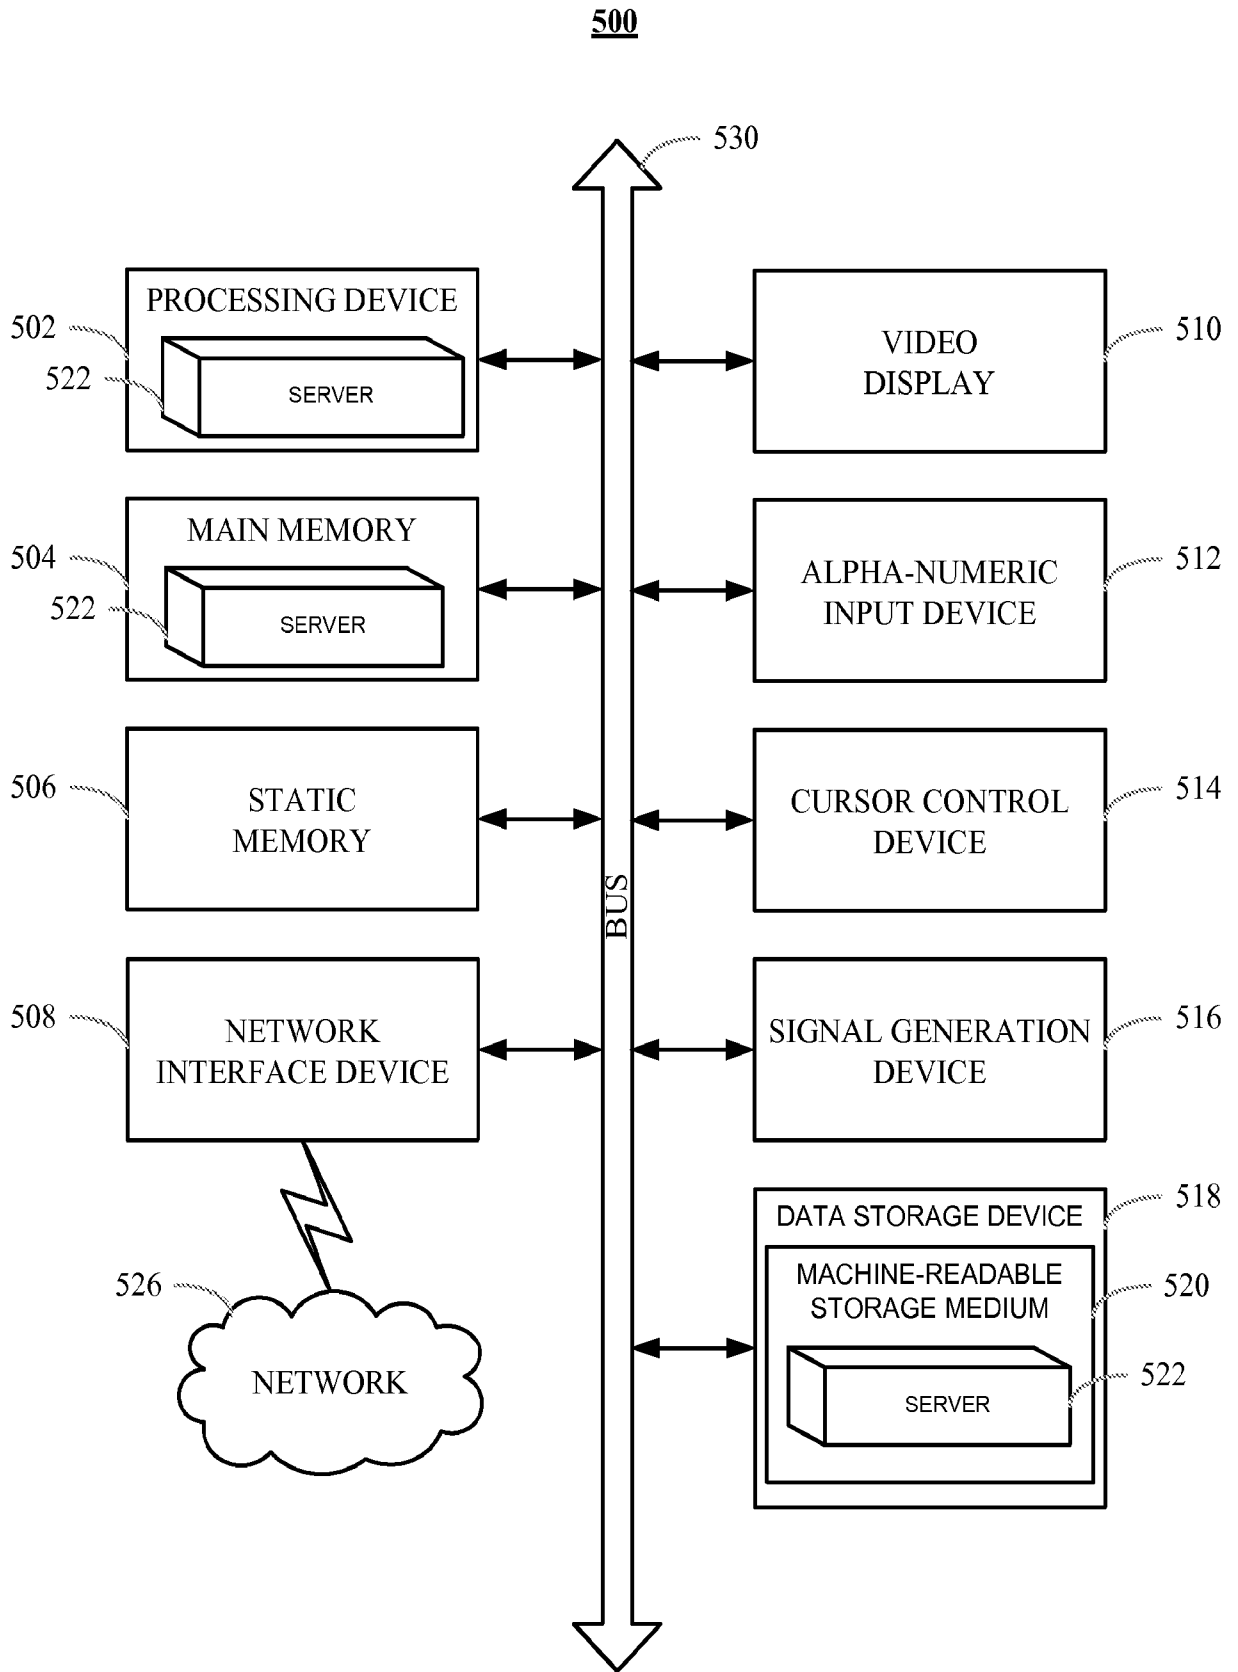 500
530
PROCESSING DEVICE
502
522
SERVER
VIDEO
DISPLAY
510
MAIN MEMORY
504
522
SERVER
ALPHA-NUMERIC
INPUT DEVICE
512
506
STATIC
MEMORY
CURSOR CONTROL
DEVICE
514
BUS
508
NETWORK
INTERFACE DEVICE
SIGNAL GENERATION
DEVICE
516
526
NETWORK
DATA STORAGE DEVICE
518
MACHINE-READABLE
STORAGE MEDIUM
520
SERVER
522